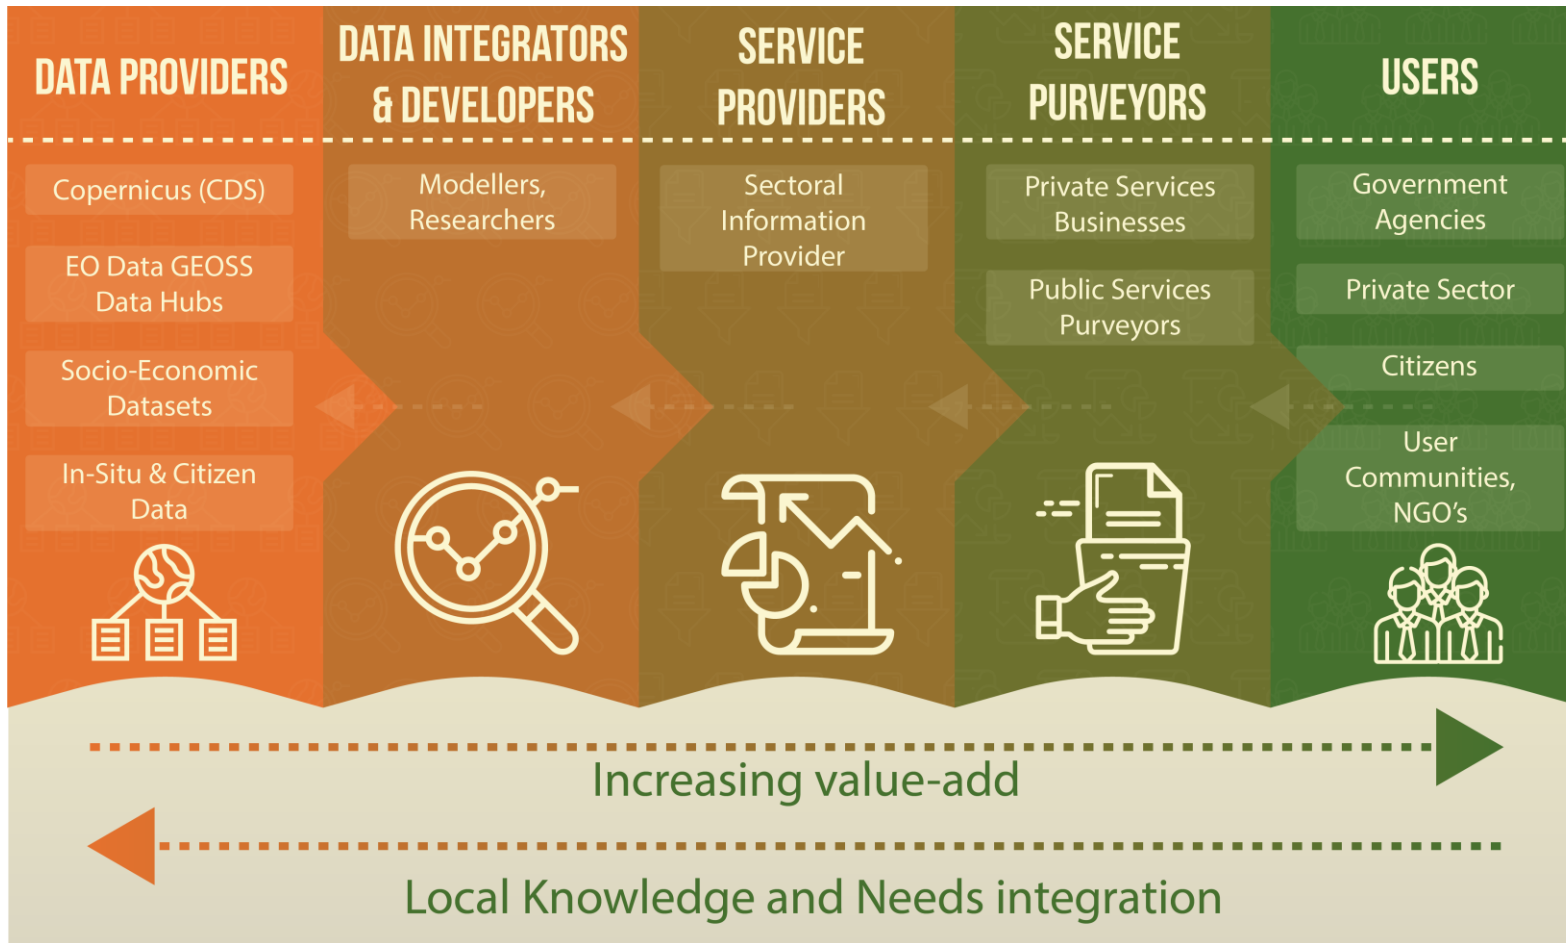 DATA PROVIDERS
Copernicus (CDS)
EO Data GEOSS
Data Hubs
Socio-Economic
Datasets
In-Situ & Citizen
Data
DATA INTEGRATORS
& DEVELOPERS
Modellers,
Researchers
SERVICE
PROVIDERS
Sectoral
Information
Provider
SERVICE
PURVEYORS
Private Services
Businesses
Public Services
Purveyors
USERS
Government
Agencies
Private Sector
Citizens
User
Communities,
NGO’s
Increasing value-add
Local Knowledge and Needs integration